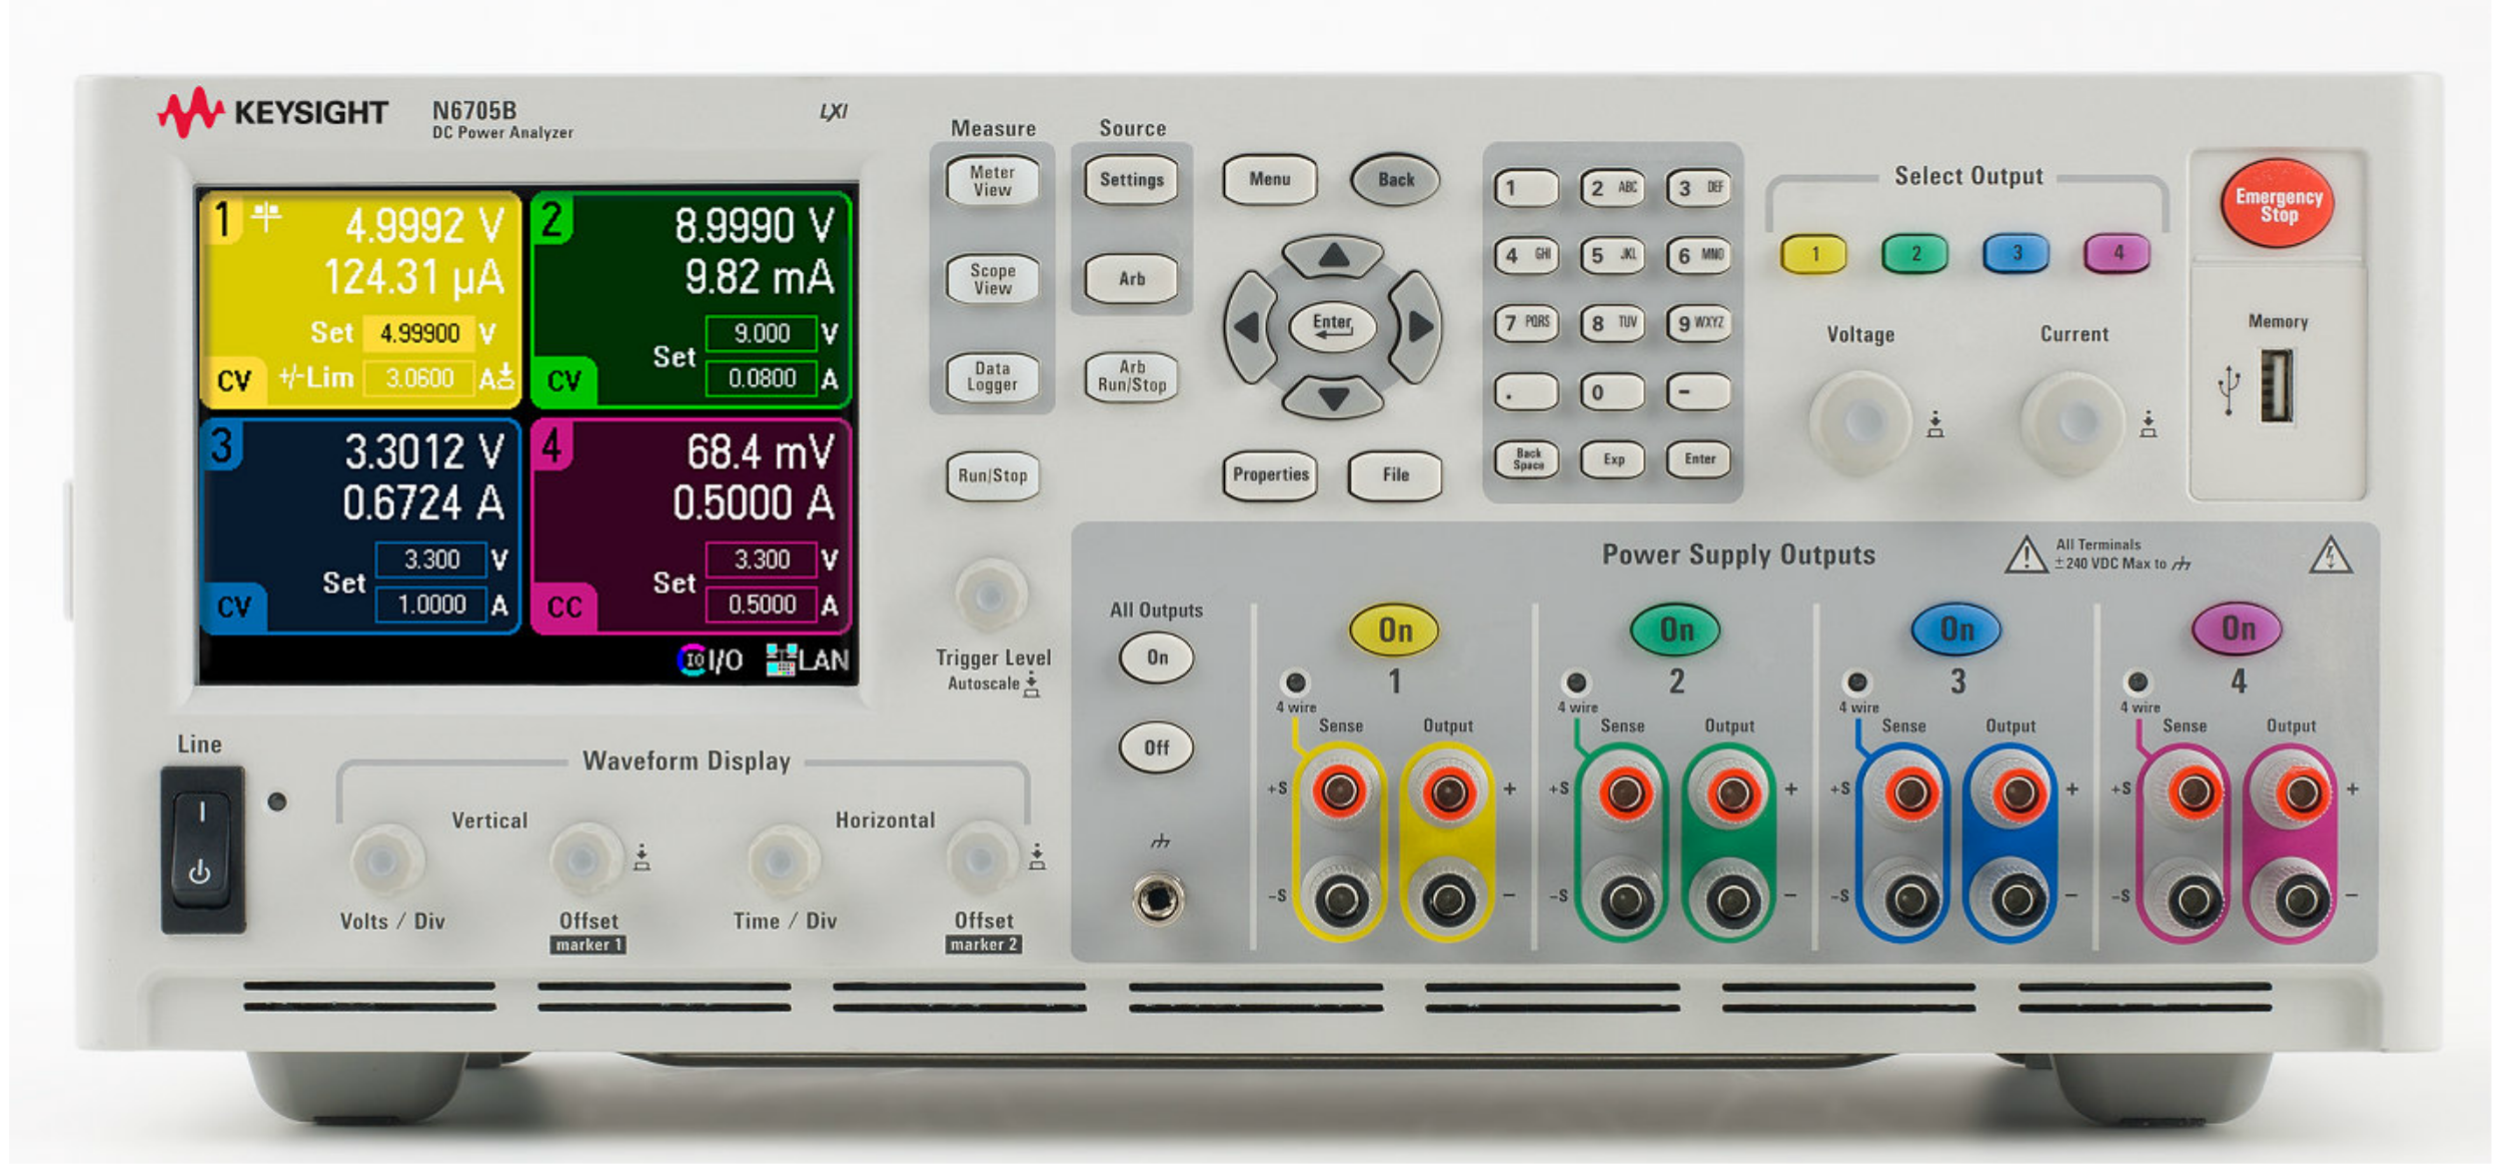 KEYSIGHT
N6705B
DC Power Analyzer
LXI
1
4.9992 V
124.31 µA
Set 4.99900 V
CV +/-Lim 3.0600 A
2
8.9990 V
9.82 mA
Set
9.000 V
0.0800 A
CV
3
3.3012 V
0.6724 A
Set
3.300 V
1.0000 A
CV
4
68.4 mV
0.5000 A
Set
3.300 V
0.5000 A
CC
IO I/O LAN
Measure
Meter
View
Scope
View
Data
Logger
Run/Stop
Source
Settings
Arb
Arb
Run/Stop
Menu
Back
Enter
Properties
File
1
2 ABC
3 DEF
4 GHI
5 JKL
6 MNO
7 PQRS
8 TUV
9 WXYZ
.
0
–
Back
Space
Exp
Enter
Select Output
1 2 3 4
Voltage
Current
Emergency
Stop
Memory
Trigger Level
Autoscale
Line
Waveform Display
Vertical
Horizontal
Volts / Div
Offset
marker 1
Time / Div
Offset
marker 2
Power Supply Outputs
All Terminals
±240 VDC Max to
All Outputs
On
Off
On
1
4 wire
Sense
Output
+S
+
-S
–
On
2
4 wire
Sense
Output
+S
+
-S
–
On
3
4 wire
Sense
Output
+S
+
-S
–
On
4
4 wire
Sense
Output
+S
+
-S
–